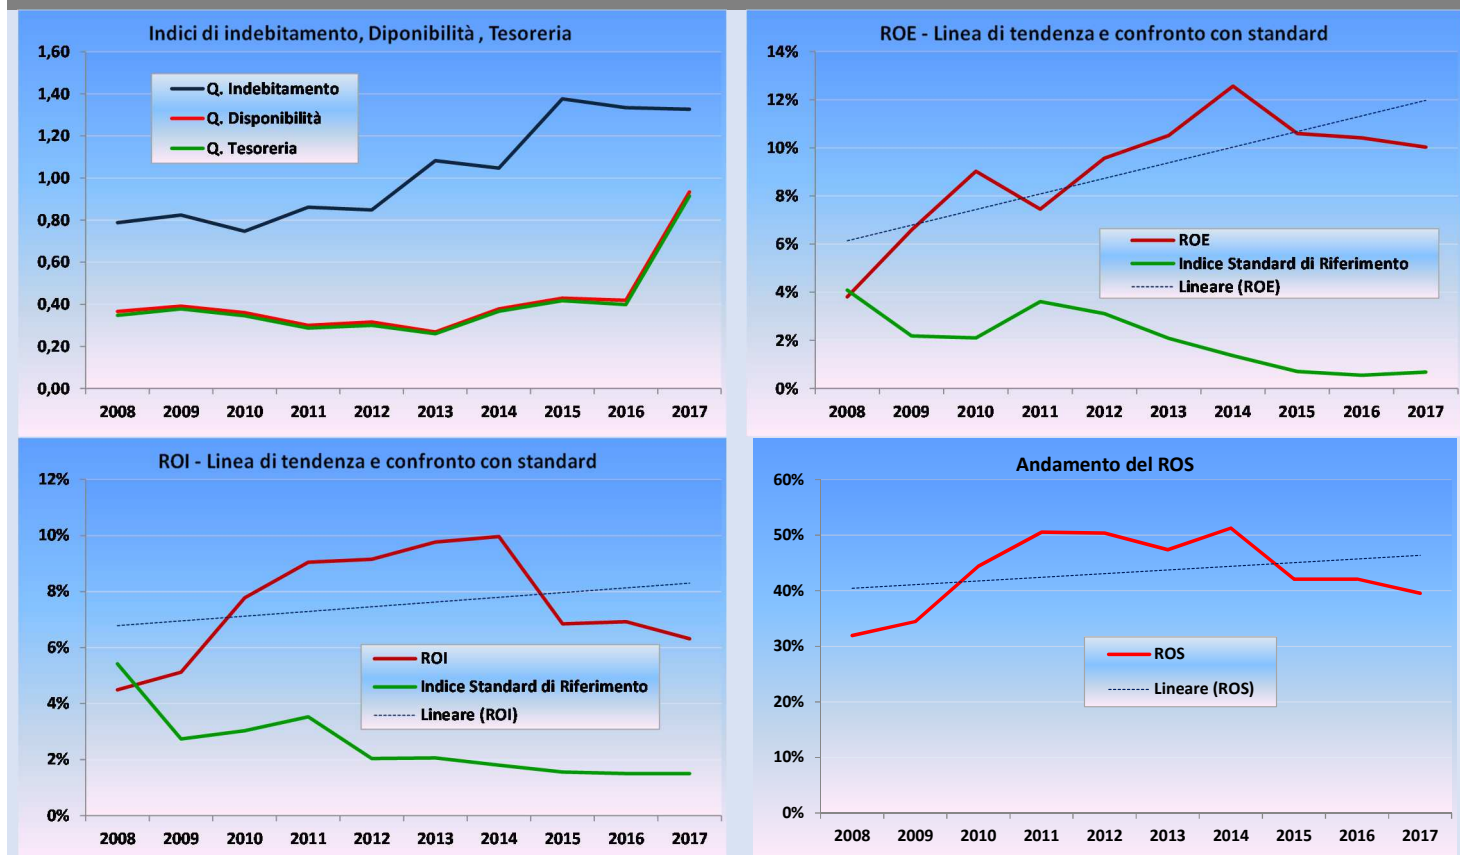 Indici di indebitamento, Diponibilità , Tesoreria
1,60
1,40
1,20
1,00
0,80
0,60
0,40
0,20
0,00
Q. Indebitamento
Q. Disponibilità
Q. Tesoreria
2008 2009 2010 2011 2012 2013 2014 2015 2016 2017
ROE - Linea di tendenza e confronto con standard
14%
12%
10%
8%
6%
4%
2%
0%
ROE
Indice Standard di Riferimento
Lineare (ROE)
2008 2009 2010 2011 2012 2013 2014 2015 2016 2017
ROI - Linea di tendenza e confronto con standard
12%
10%
8%
6%
4%
2%
0%
ROI
Indice Standard di Riferimento
Lineare (ROI)
2008 2009 2010 2011 2012 2013 2014 2015 2016 2017
Andamento del ROS
60%
50%
40%
30%
20%
10%
0%
ROS
Lineare (ROS)
2008 2009 2010 2011 2012 2013 2014 2015 2016 2017